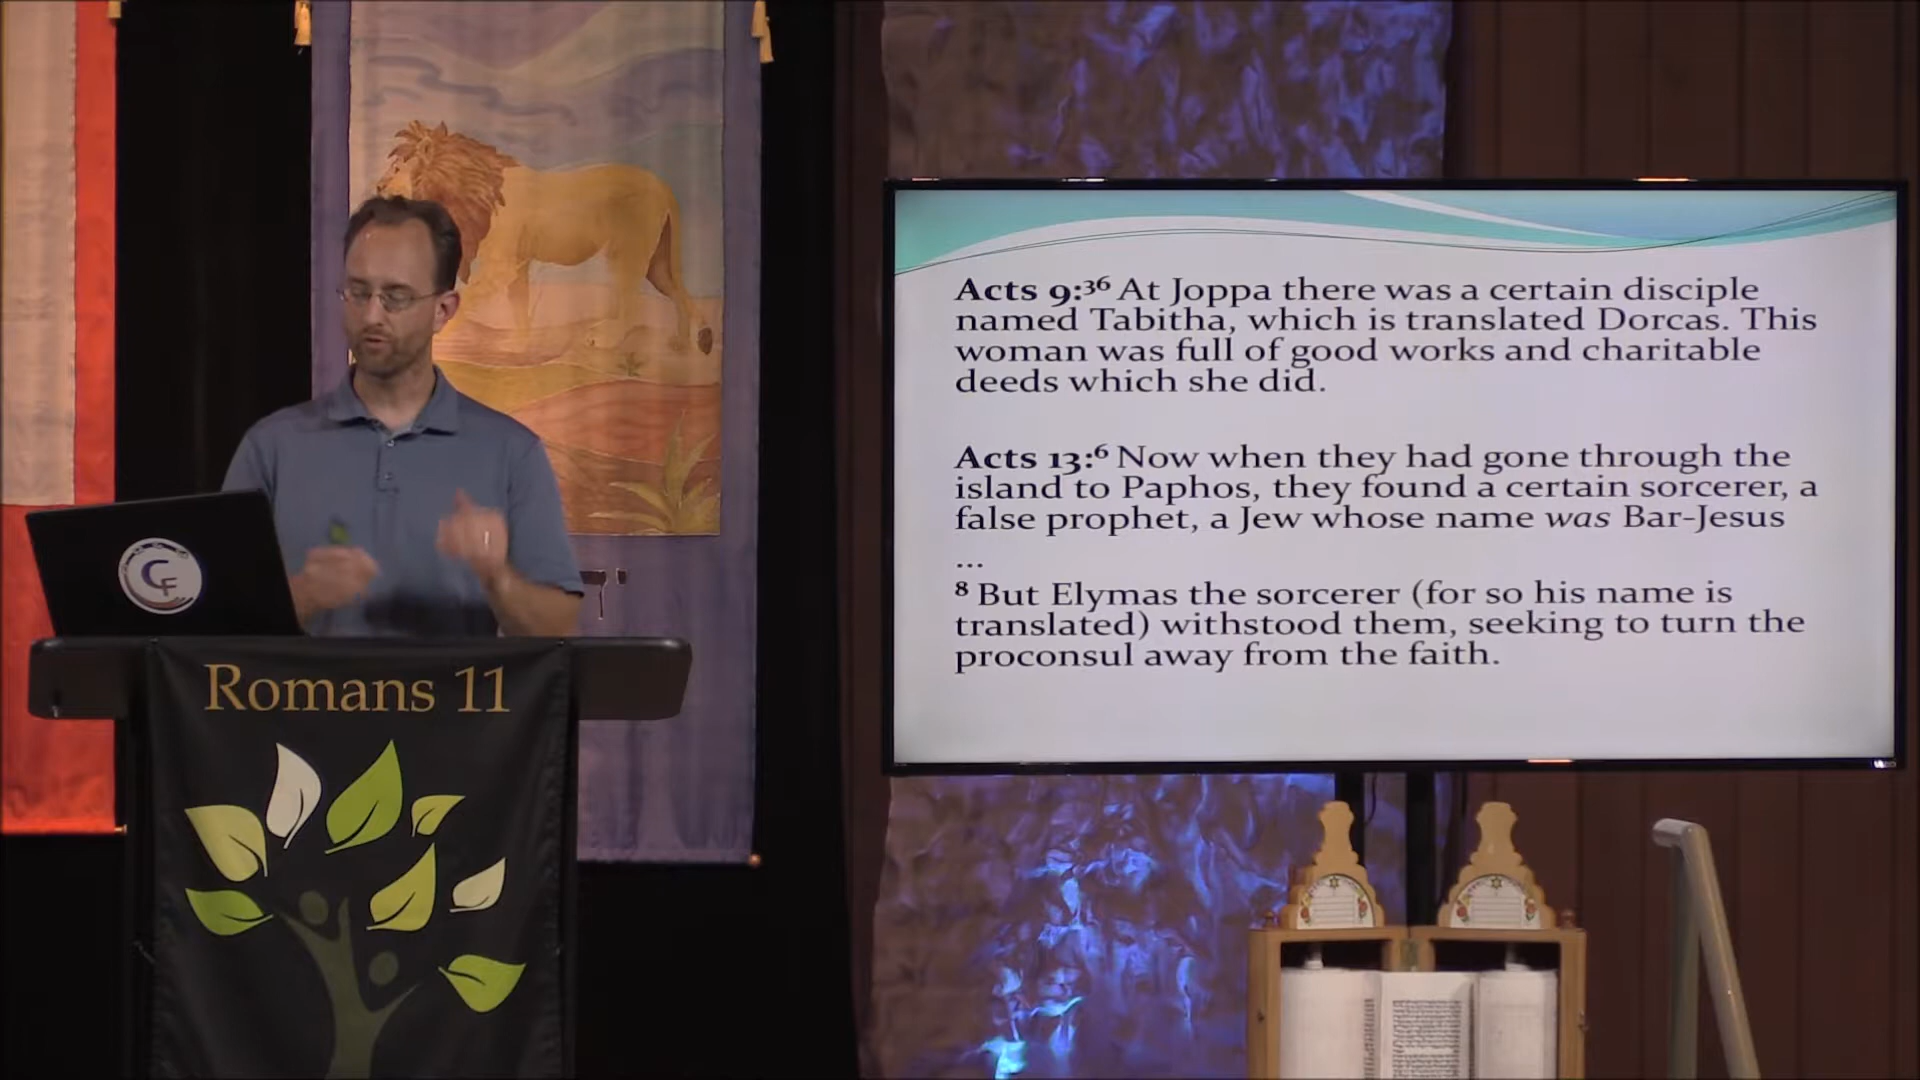 Acts 9:36 At Joppa there was a certain disciple
named Tabitha, which is translated Dorcas. This
woman was full of good works and charitable
deeds which she did.
Acts 13:6 Now when they had gone through the
island to Paphos, they found a certain sorcerer, a
false prophet, a Jew whose name was Bar-Jesus
...
8 But Elymas the sorcerer (for so his name is
translated) withstood them, seeking to turn the
proconsul away from the faith.
CF
Romans 11